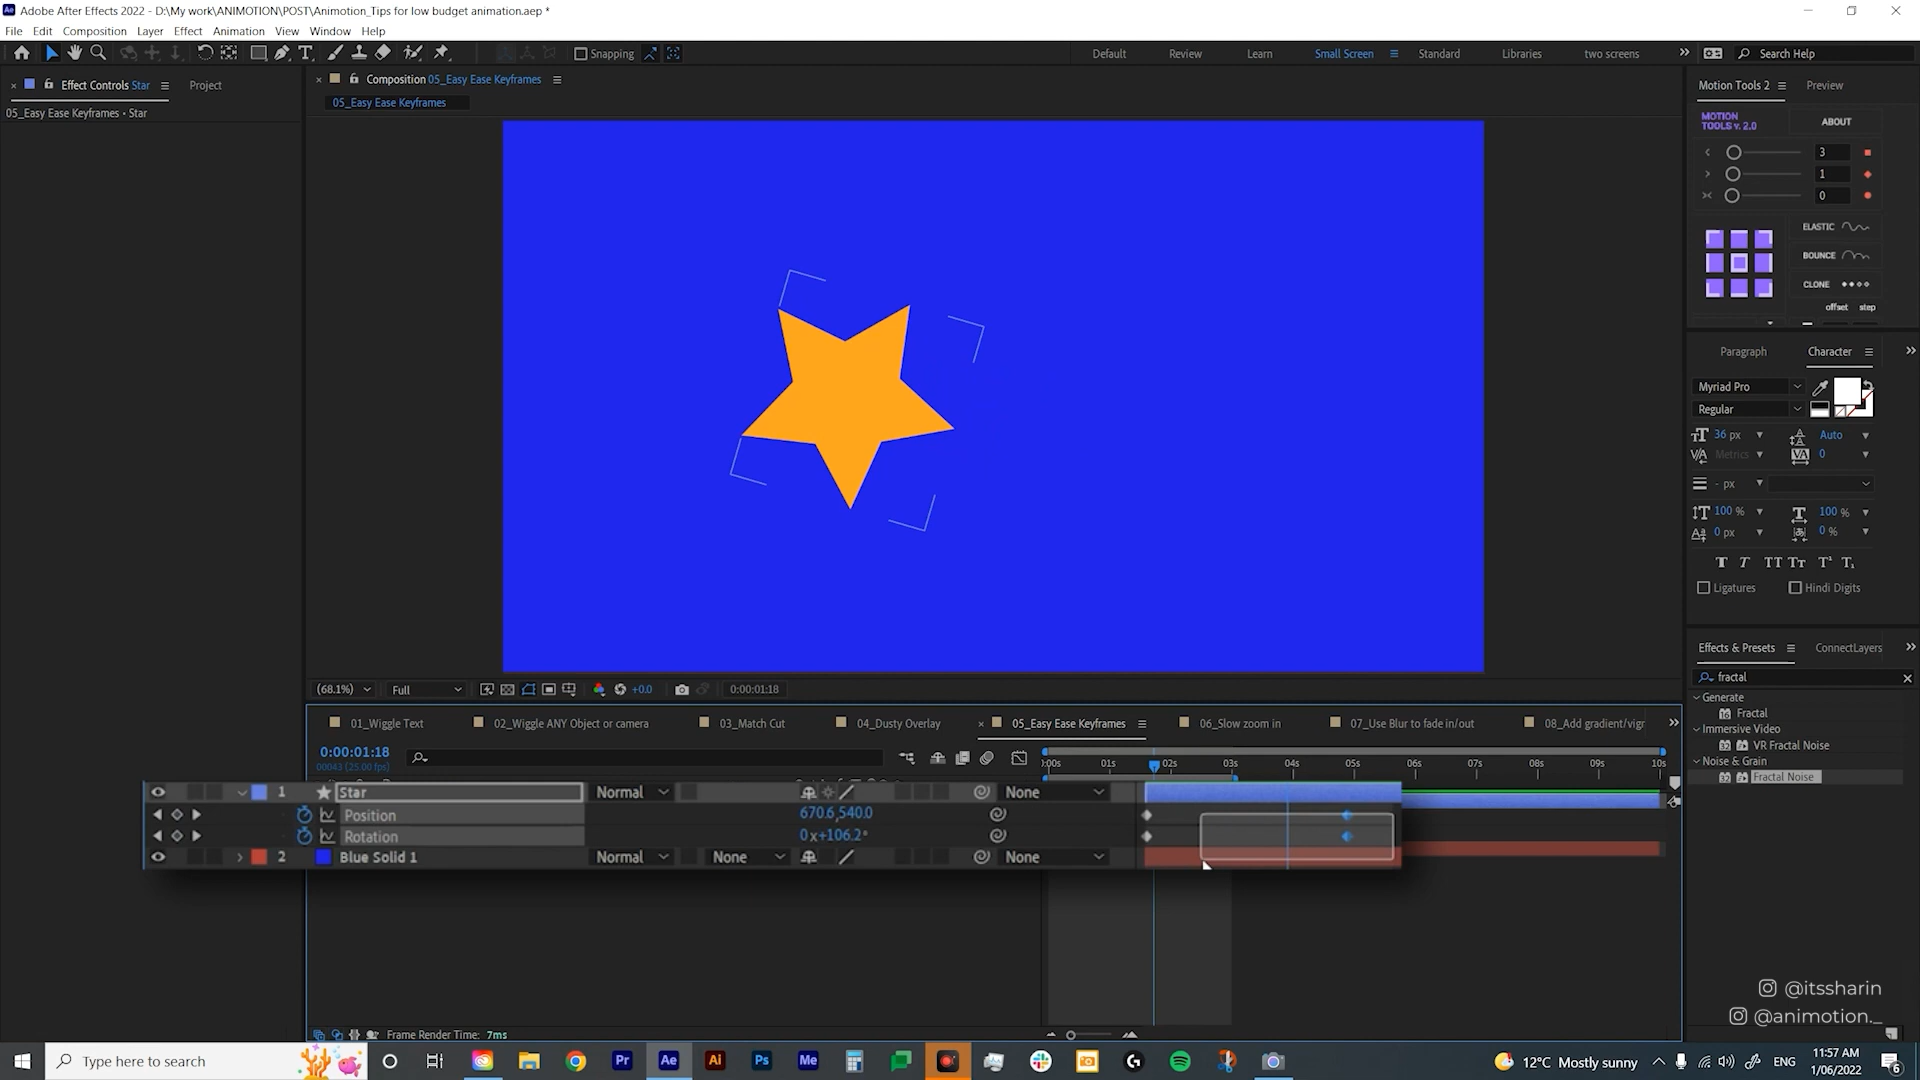 Adobe After Effects 2022 - D:\My work\ANIMOTION\POST\Animotion_Tips for low budget animation.aep *
File Edit Composition Layer Effect Animation View Window Help
Snapping
Default Review Learn Small Screen Standard Libraries two screens
Search Help
Effect Controls Star
Project
05_Easy Ease Keyframes • Star
Composition 05_Easy Ease Keyframes
05_Easy Ease Keyframes
Motion Tools 2
Preview
MOTION TOOLS v. 2.0
ABOUT
3
1
0
ELASTIC
BOUNCE
CLONE
offset step
Paragraph
Character
Myriad Pro
Regular
36 px
Auto
Metrics
0
- px
100 %
100 %
0 px
0 %
Ligatures
Hindi Digits
Effects & Presets
ConnectLayers
fractal
Generate
Fractal
Immersive Video
VR Fractal Noise
Noise & Grain
Fractal Noise
(68.1%)
Full
+0.0
0:00:01:18
01_Wiggle Text
02_Wiggle ANY Object or camera
03_Match Cut
04_Dusty Overlay
05_Easy Ease Keyframes
06_Slow zoom in
07_Use Blur to fade in/out
08_Add gradient/vigr
0:00:01:18
00043 (25.00 fps)
):00s 01s 02s 03s 04s 05s 06s 07s 08s 09s 10s
1 Star Normal None
Position 670.6,540.0
Rotation 0x+106.2°
2 Blue Solid 1 Normal None None
Frame Render Time: 7ms
@itssharin
@animotion._
Type here to search
Pr
Ae
Ai
Ps
Me
12°C Mostly sunny
ENG
11:57 AM
1/06/2022
6